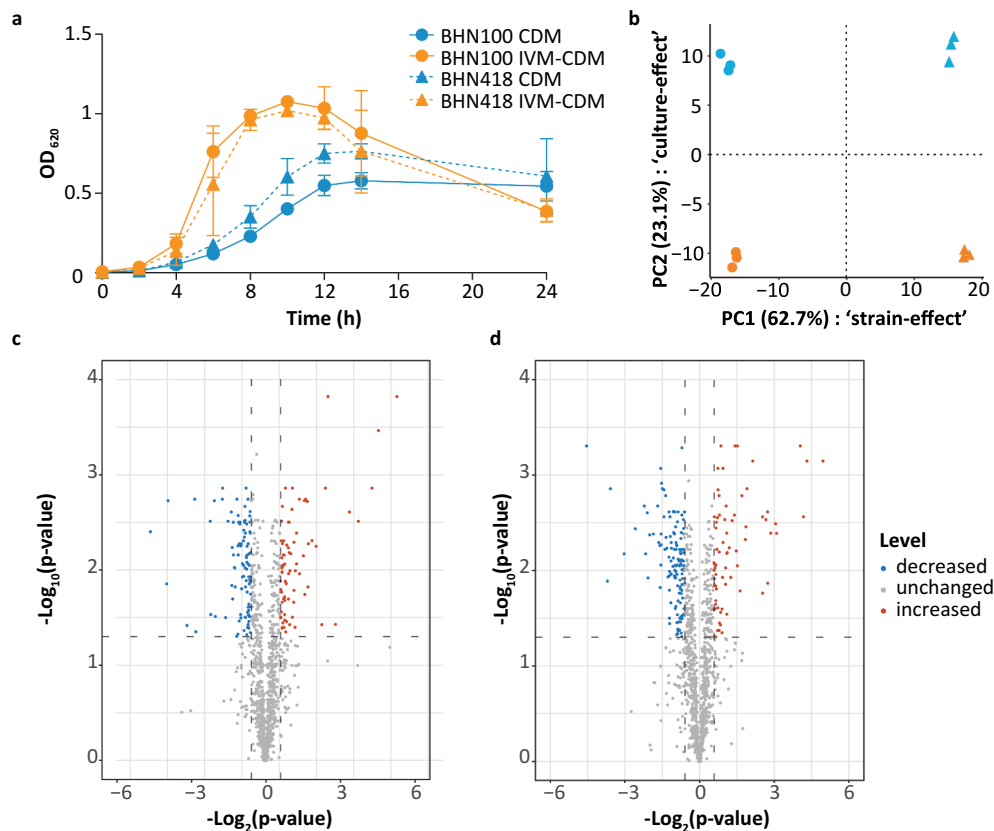 a
1.5
1
0.5
0
OD620
0
4
8
12
16
20
24
Time (h)
BHN100 CDM
BHN100 IVM-CDM
BHN418 CDM
BHN418 IVM-CDM
b
10
5
0
−5
−10
PC2 (23.1%) : ‘culture-effect’
−20
−10
0
10
20
PC1 (62.7%) : ‘strain-effect’
c
4
3
2
1
0
-Log10(p-value)
−6
−3
0
3
6
-Log2(p-value)
d
4
3
2
1
0
-Log10(p-value)
−6
−3
0
3
6
-Log2(p-value)
Level
decreased
unchanged
increased